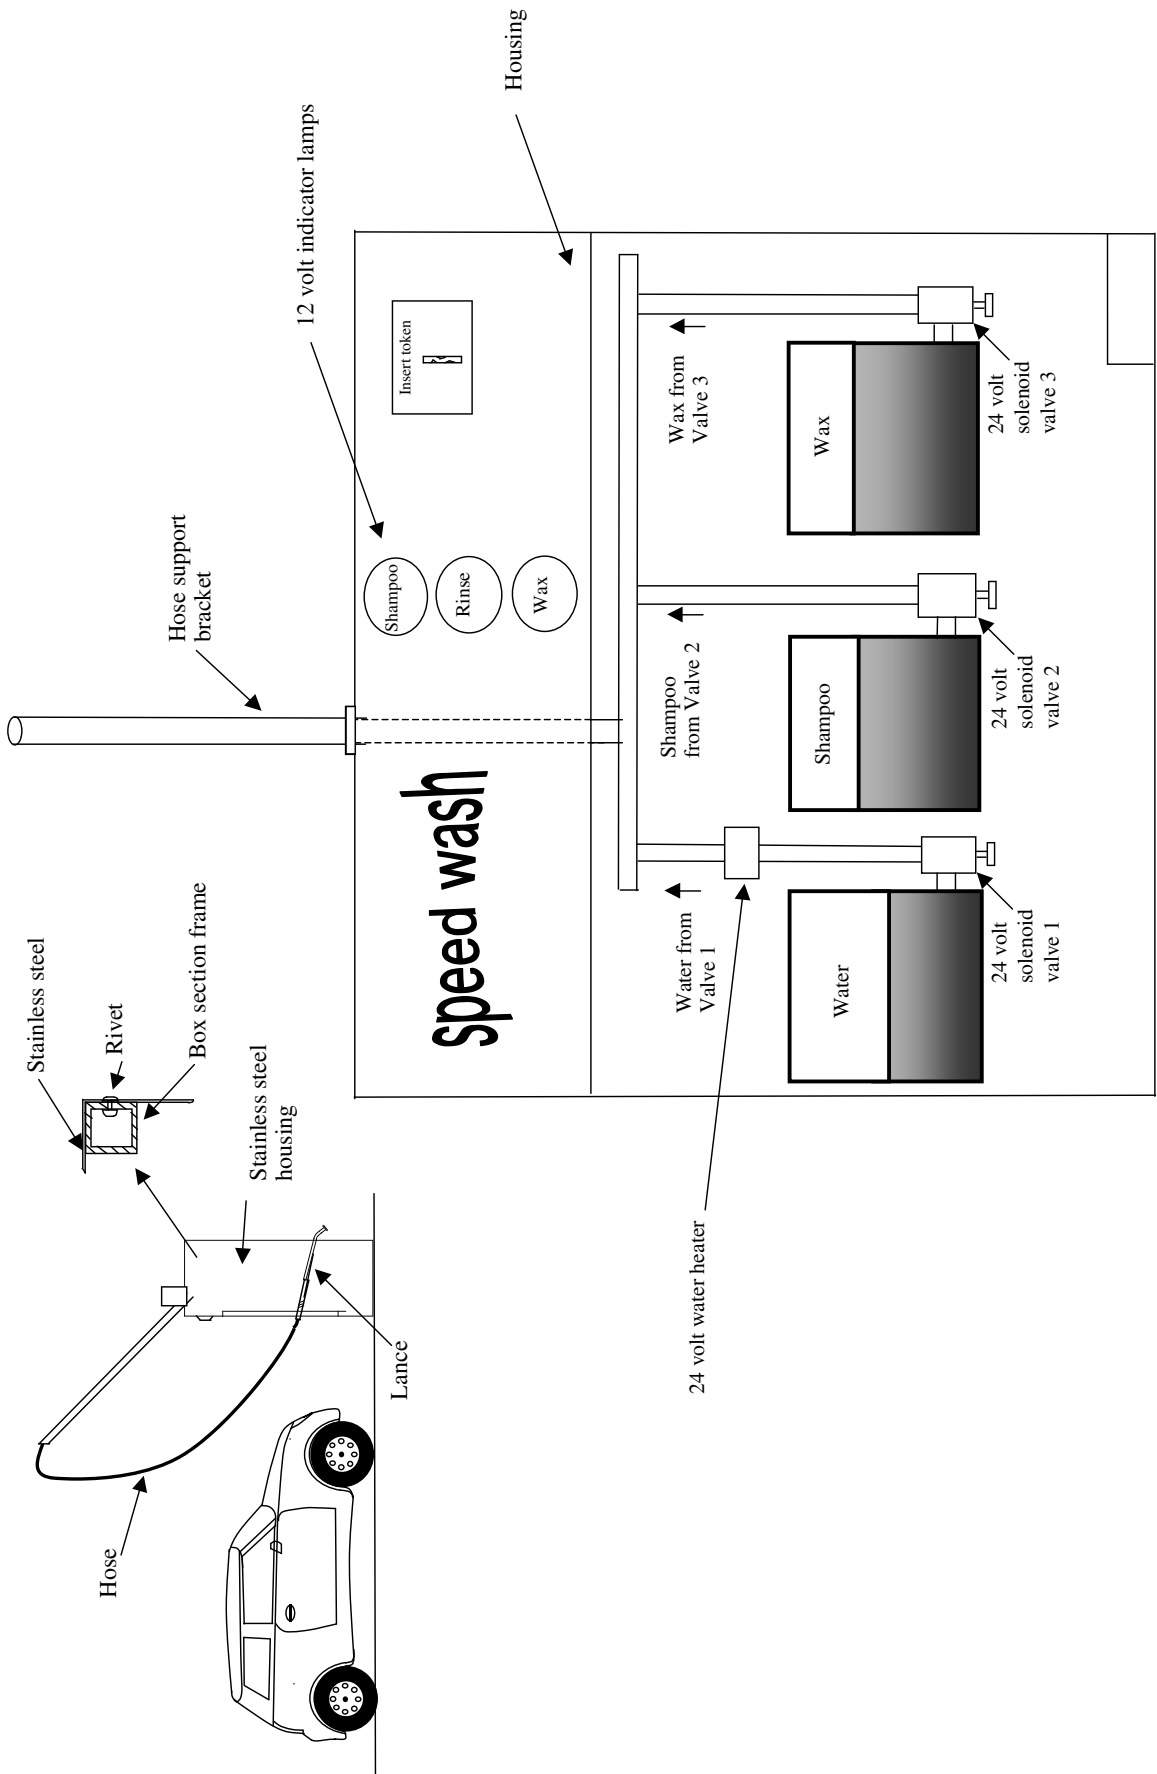 Stainless steel
Rivet
Box section frame
Stainless steel
housing
Hose
Lance
Hose support
bracket
12 volt indicator lamps
Housing
speed wash
Shampoo
Rinse
Wax
Insert token
Water from
Valve 1
Shampoo
from Valve 2
Wax from
Valve 3
24 volt water heater
Water
Shampoo
Wax
24 volt
solenoid
valve 1
24 volt
solenoid
valve 2
24 volt
solenoid
valve 3